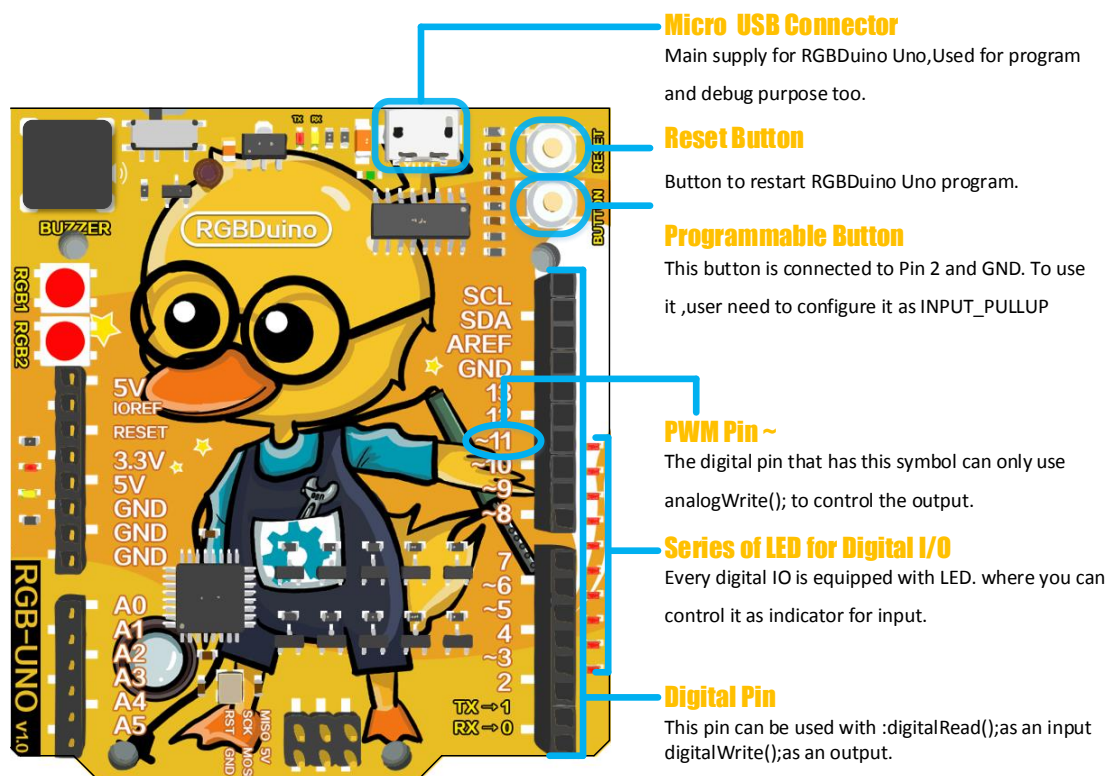 Micro USB Connector
Main supply for RGBDuino Uno,Used for program
and debug purpose too.
Reset Button
Button to restart RGBDuino Uno program.
Programmable Button
This button is connected to Pin 2 and GND. To use
it ,user need to configure it as INPUT_PULLUP
PWM Pin ~
The digital pin that has this symbol can only use
analogWrite(); to control the output.
Series of LED for Digital I/O
Every digital IO is equipped with LED. where you can
control it as indicator for input.
Digital Pin
This pin can be used with :digitalRead();as an input
digitalWrite();as an output.
TX RX
RESET
BUTTON
BUZZER
RGBDuino
RGB1 RGB2
5V
IOREF
RESET
3.3V
5V
GND
GND
GND
A0
A1
A2
A3
A4
A5
RGB-UNO v1.0
SCL
SDA
AREF
GND
13
12
~11
~10
~9
~8
7
~6
~5
4
~3
2
TX→1
RX→0
MISO 5V
SCK MOS
RST GND